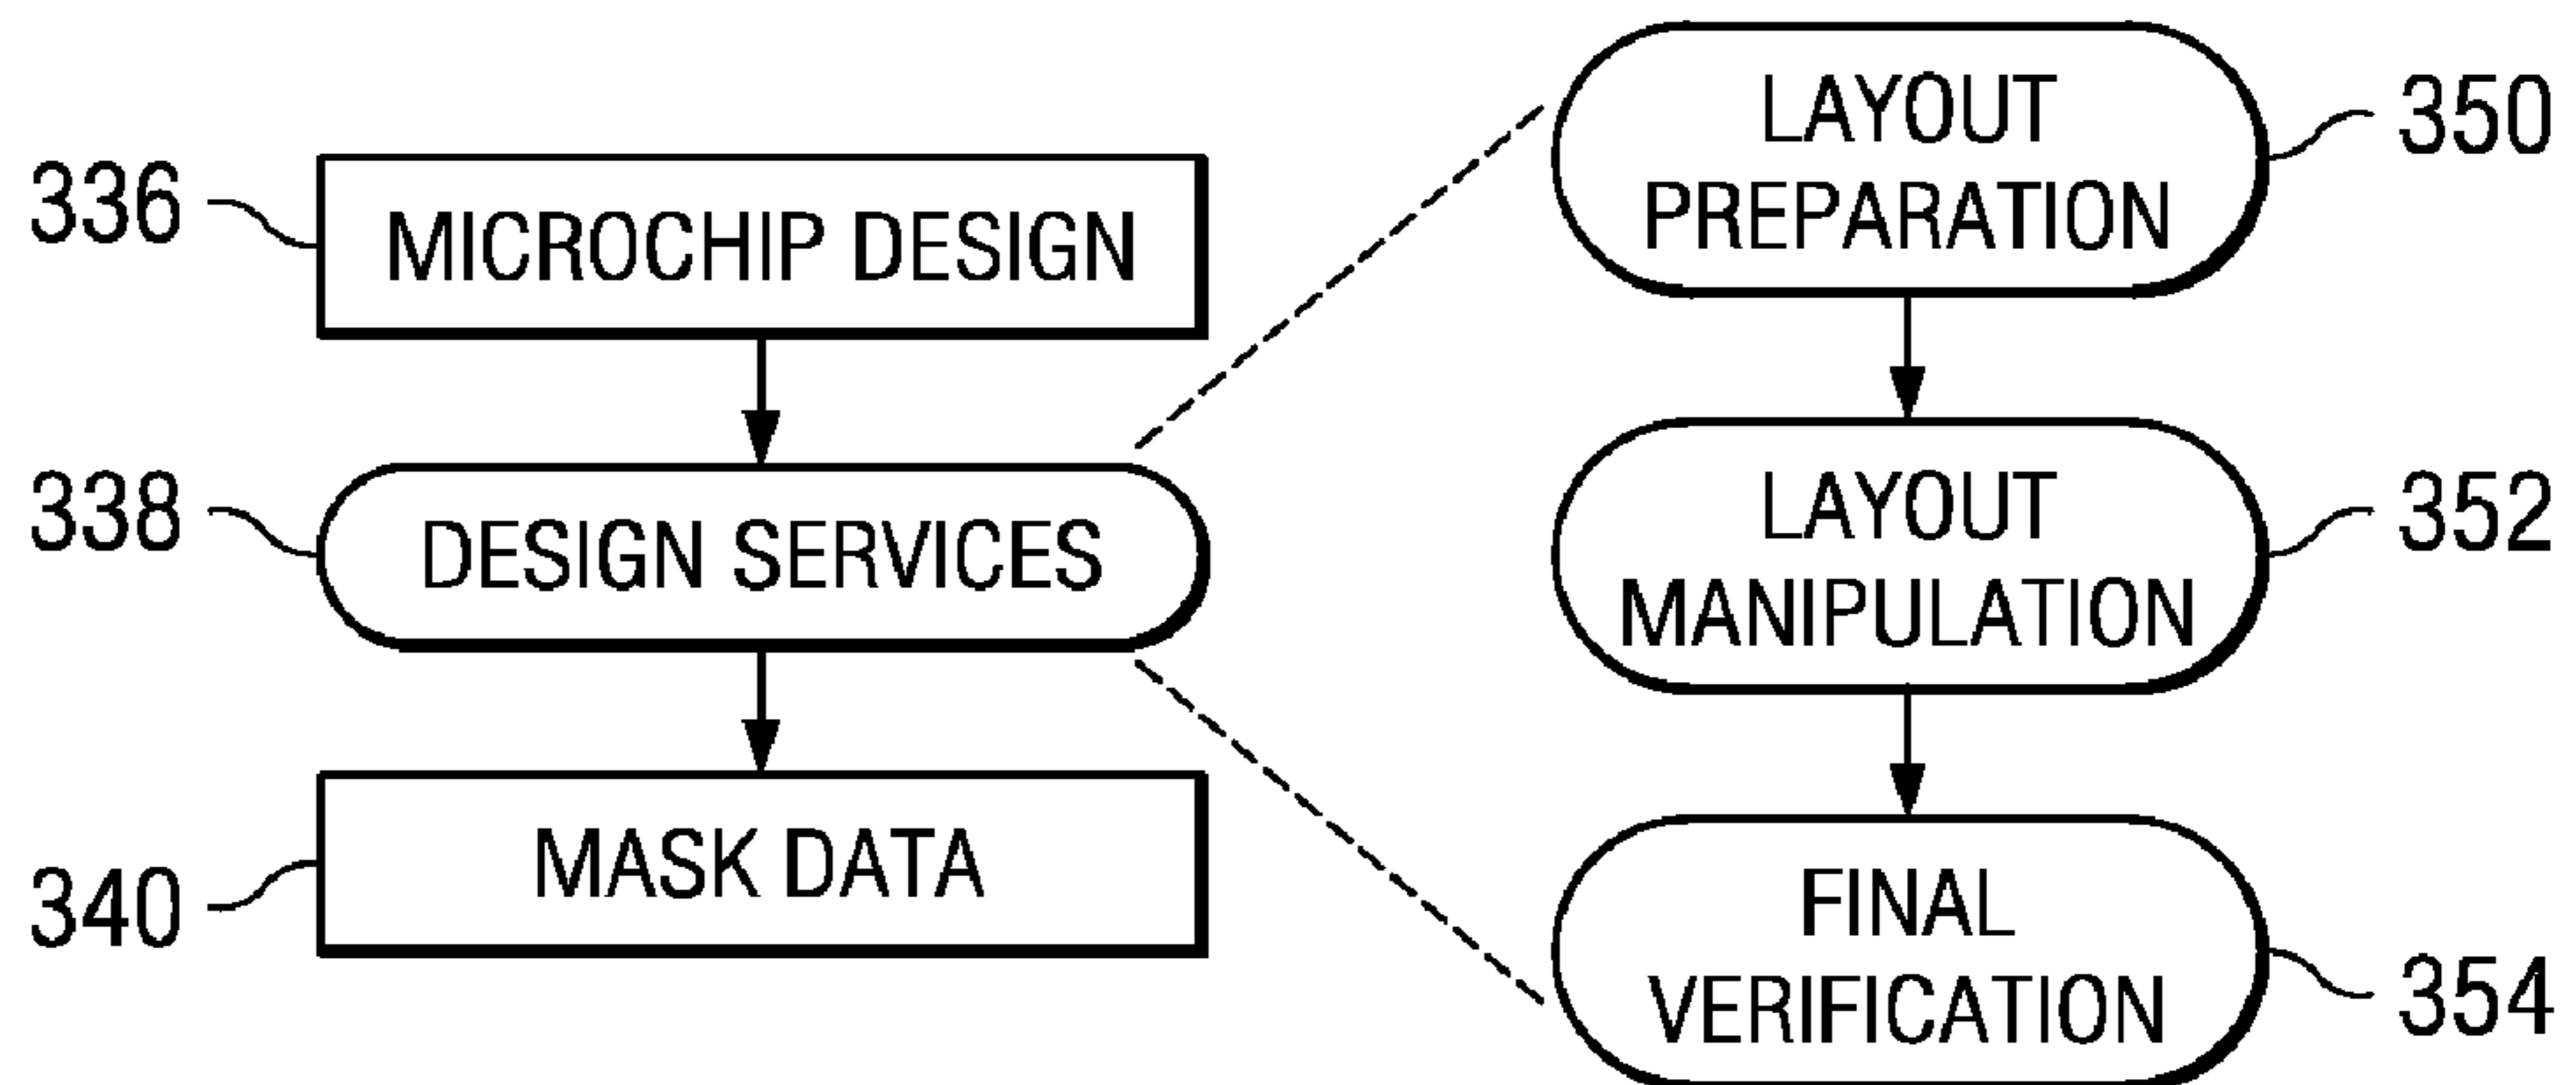 336
MICROCHIP DESIGN
338
DESIGN SERVICES
340
MASK DATA
LAYOUT
PREPARATION
350
LAYOUT
MANIPULATION
352
FINAL
VERIFICATION
354